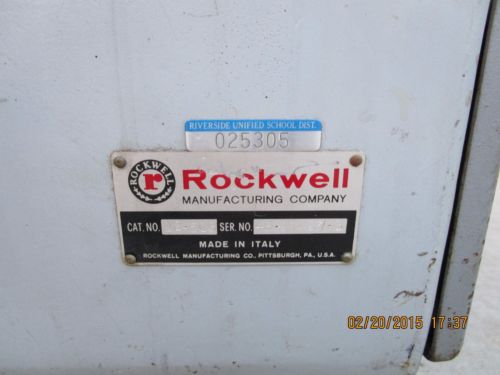 RIVERSIDE UNIFIED SCHOOL DIST.
025305
ROCKWELL
r
Rockwell
MANUFACTURING COMPANY
CAT. NO. SER. NO.
MADE IN ITALY
ROCKWELL MANUFACTURING CO., PITTSBURGH, PA., U.S.A.
02/20/2015 17:37